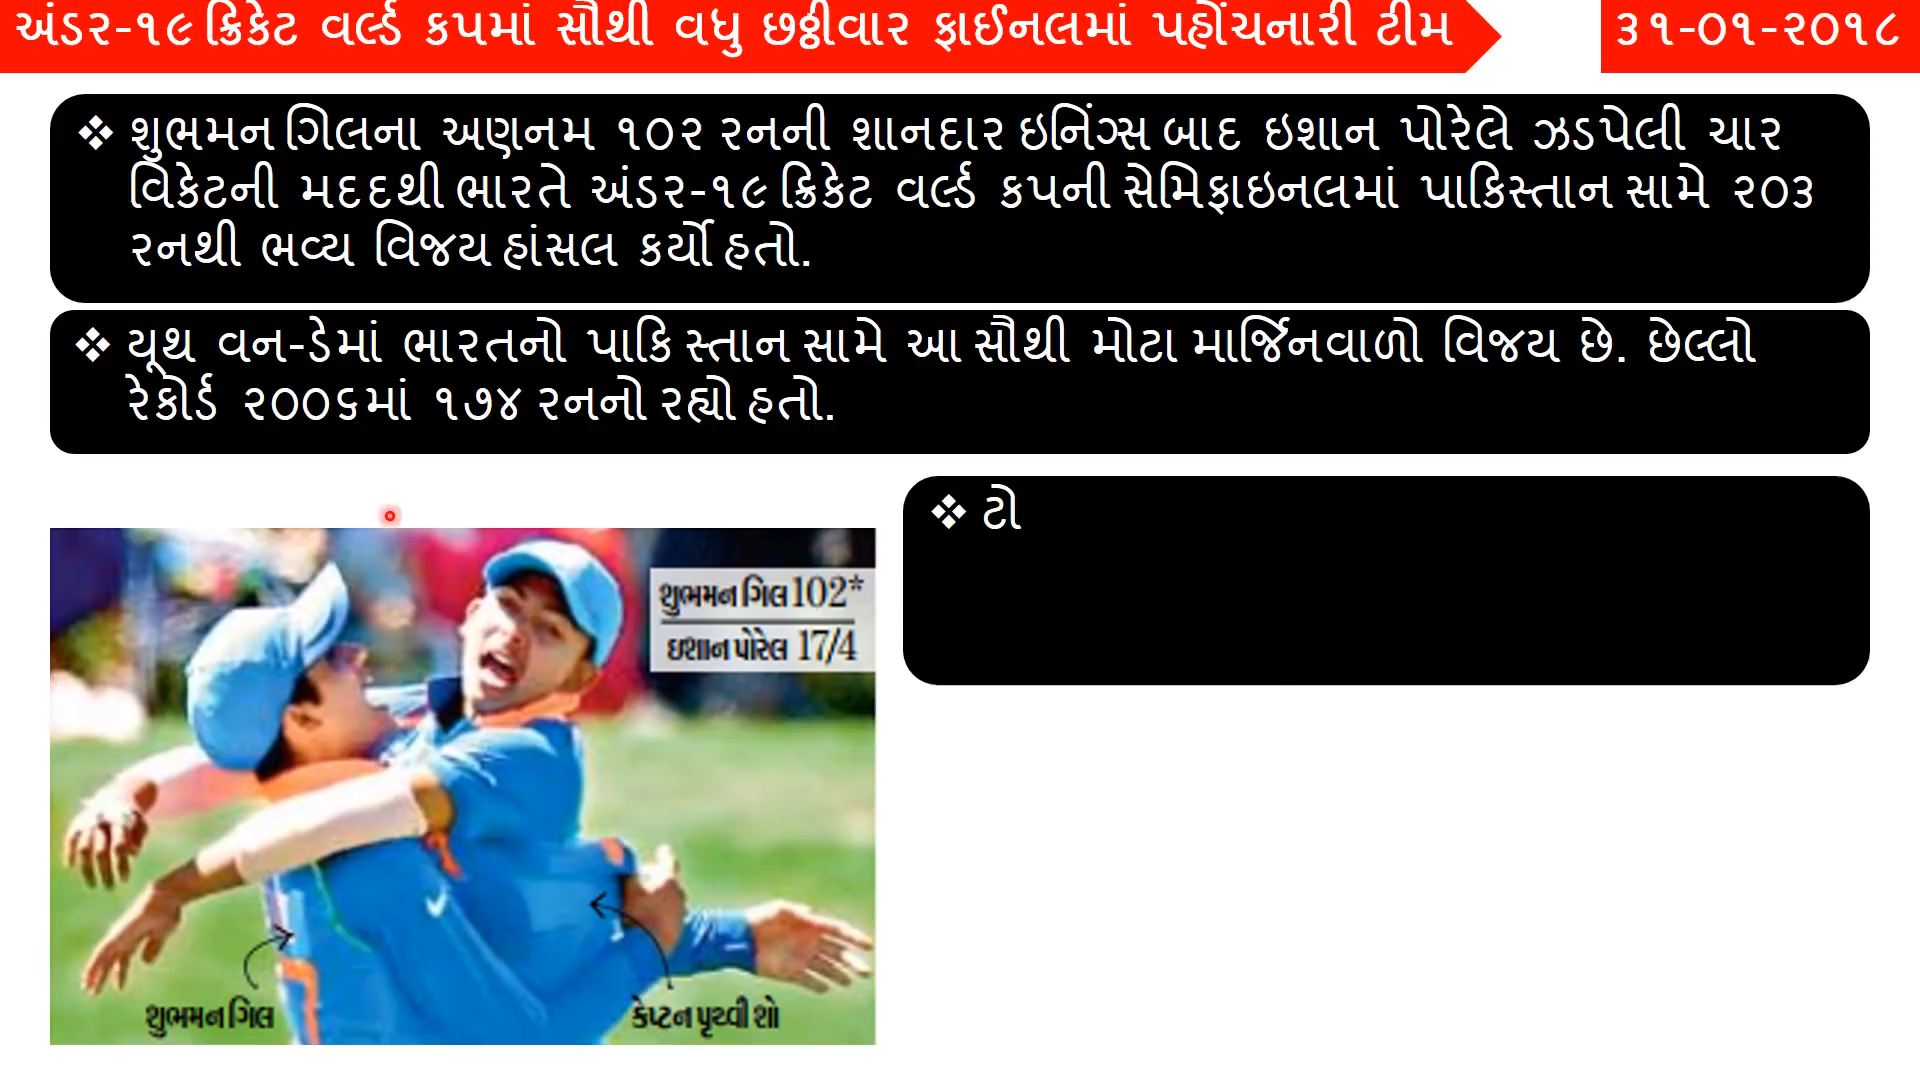 અંડર-૧૯ ક્રિકેટ વર્લ્ડ કપમાં સૌથી વધુ છઠ્ઠીવાર ફાઈનલમાં પહોંચનારી ટીમ
૩૧-૦૧-૨૦૧૮
❖ શુભમન ગિલના અણનમ ૧૦૨ રનની શાનદાર ઇનિંગ્સ બાદ ઇશાન પોરેલે ઝડપેલી ચાર
વિકેટની મદદથી ભારતે અંડર-૧૯ ક્રિકેટ વર્લ્ડ કપની સેમિફાઇનલમાં પાકિસ્તાન સામે ૨૦૩
રનથી ભવ્ય વિજય હાંસલ કર્યો હતો.
❖ યૂથ વન-ડેમાં ભારતનો પાકિસ્તાન સામે આ સૌથી મોટા માર્જિનવાળો વિજય છે. છેલ્લો
રેકોર્ડ ૨૦૦૬માં ૧૭૪ રનનો રહ્યો હતો.
❖ ટો
શુભમન ગિલ 102*
ઇશાન પોરેલ 17/4
શુભમન ગિલ
કેપ્ટન પૃથ્વી શો